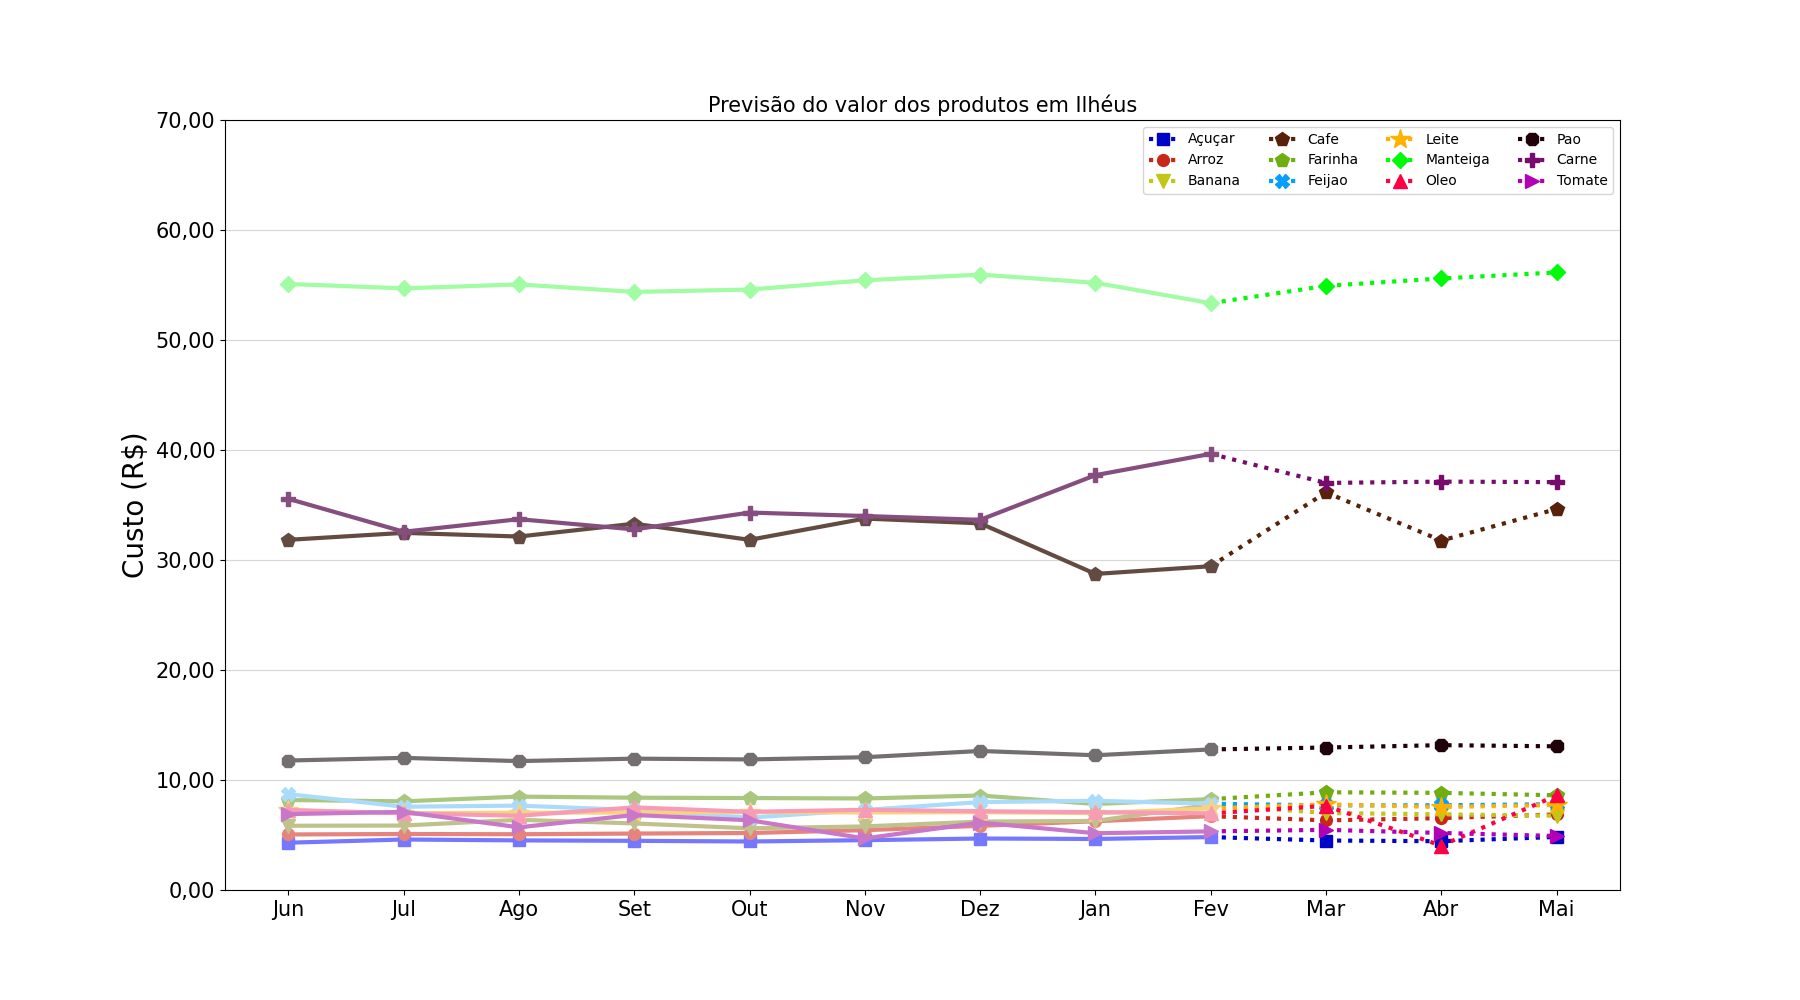 Previsão do valor dos produtos em Ilhéus
Custo (R$)
70,00
60,00
50,00
40,00
30,00
20,00
10,00
0,00
Açuçar
Arroz
Banana
Cafe
Farinha
Feijao
Leite
Manteiga
Oleo
Pao
Carne
Tomate
Jun Jul Ago Set Out Nov Dez Jan Fev Mar Abr Mai